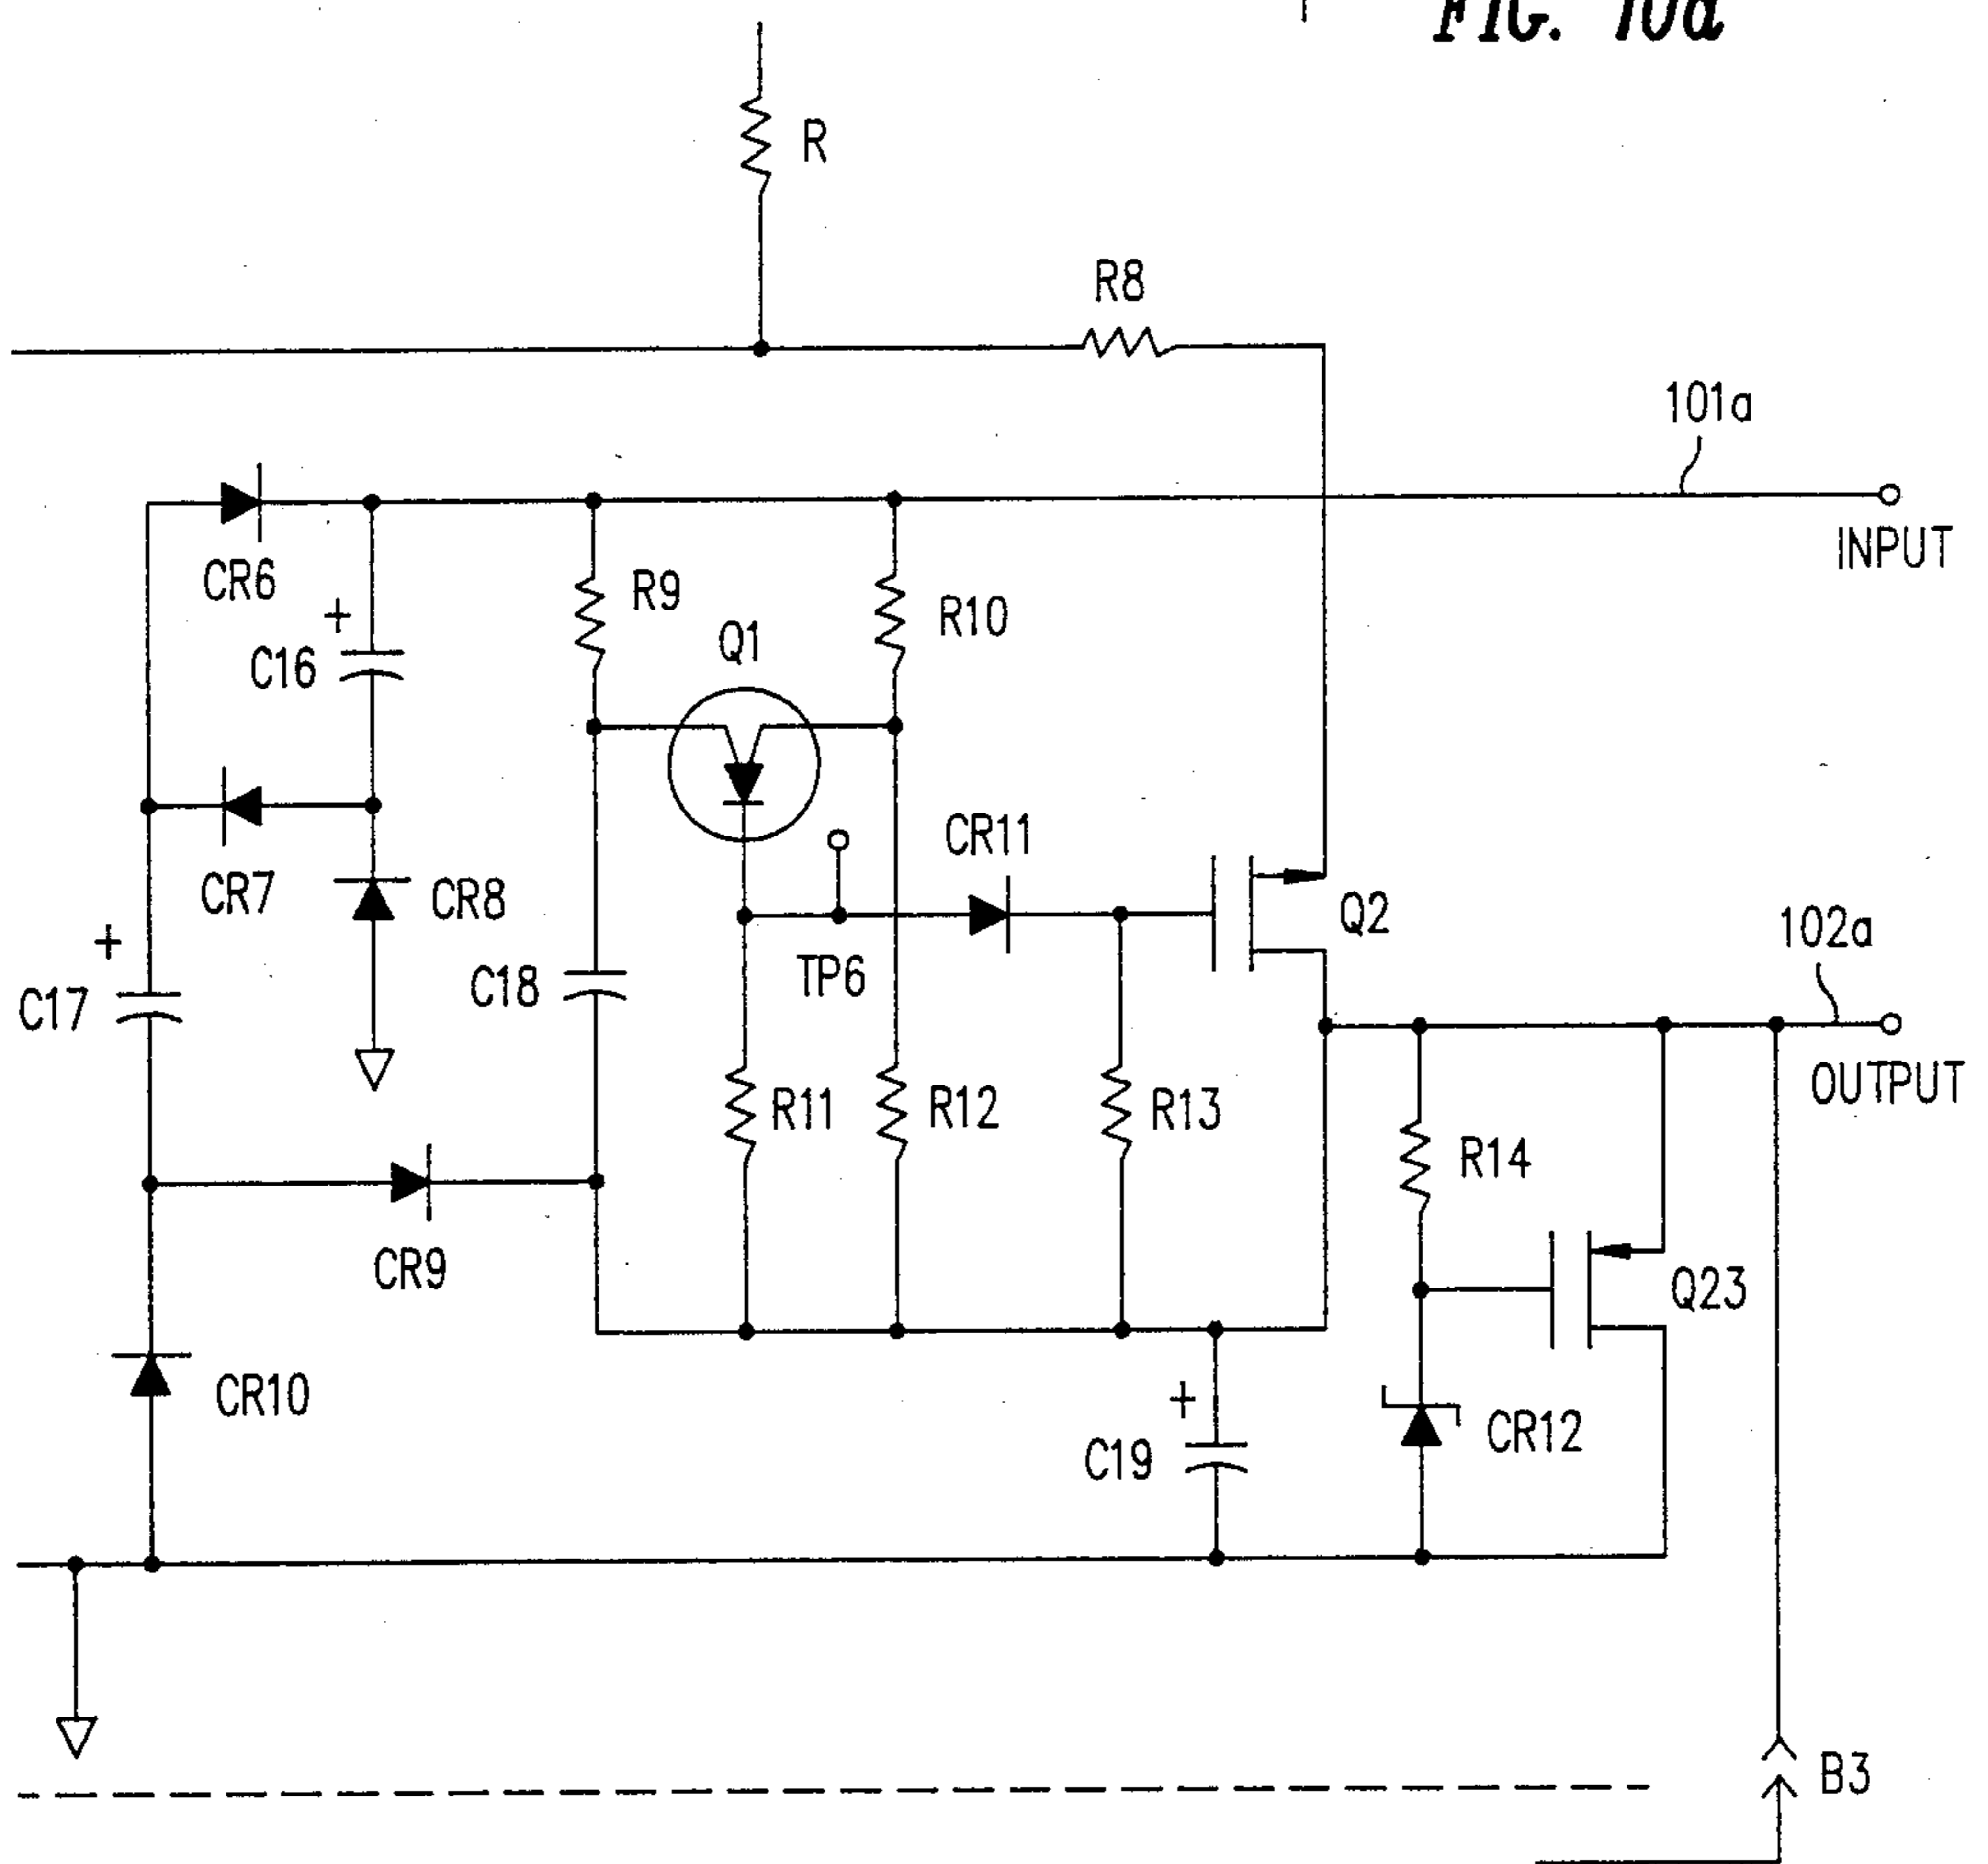 FIG. 10a
R
R8
101a
INPUT
CR6
+
C16
R9
Q1
R10
CR7
CR8
CR11
Q2
102a
+
C17
C18
TP6
OUTPUT
R11
R12
R13
R14
CR9
Q23
CR10
+
C19
CR12
B3